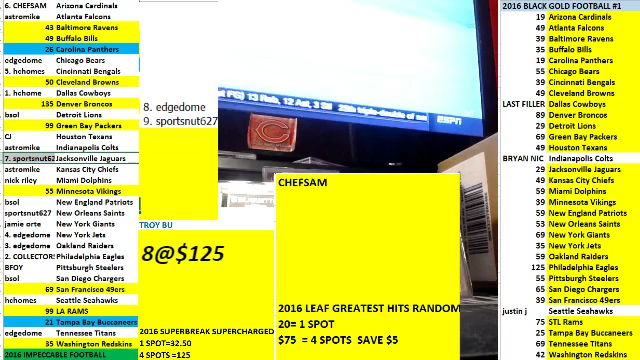 6. CHEFSAM Arizona Cardinals
astromike Atlanta Falcons
43 Baltimore Ravens
49 Buffalo Bills
26 Carolina Panthers
edgedome Chicago Bears
5. hchomes Cincinnati Bengals
50 Cleveland Browns
1. hchome Dallas Cowboys
135 Denver Broncos
bsol Detroit Lions
99 Green Bay Packers
CJ Houston Texans
astromike Indianapolis Colts
7. sportsnut62 Jacksonville Jaguars
astromike Kansas City Chiefs
nick riley Miami Dolphins
55 Minnesota Vikings
bsol New England Patriots
sportsnut627 New Orleans Saints
jamie orte New York Giants
4. edgedome New York Jets
3. edgedome Oakland Raiders
2. COLLECTOR Philadelphia Eagles
BFOY Pittsburgh Steelers
bsol San Diego Chargers
69 San Francisco 49ers
hchomes Seattle Seahawks
99 LA RAMS
21 Tampa Bay Buccaneers
edgedome Tennessee Titans
35 Washington Redskins
2016 IMPECCABLE FOOTBALL
8. edgedome
9. sportsnut627
TROY BU
8@$125
2016 SUPERBREAK SUPERCHARGED
1 SPOT=32.50
4 SPOTS =125
13 Reb, 12 Ast, 3 Stl
ESPN
CHEFSAM
2016 LEAF GREATEST HITS RANDOM
20= 1 SPOT
$75 = 4 SPOTS SAVE $5
2016 BLACK GOLD FOOTBALL #1
19 Arizona Cardinals
49 Atlanta Falcons
39 Baltimore Ravens
35 Buffalo Bills
19 Carolina Panthers
55 Chicago Bears
39 Cincinnati Bengals
49 Cleveland Browns
LAST FILLER Dallas Cowboys
89 Denver Broncos
29 Detroit Lions
69 Green Bay Packers
49 Houston Texans
BRYAN NIC Indianapolis Colts
29 Jacksonville Jaguars
49 Kansas City Chiefs
59 Miami Dolphins
39 Minnesota Vikings
59 New England Patriots
53 New Orleans Saints
69 New York Giants
35 New York Jets
59 Oakland Raiders
125 Philadelphia Eagles
55 Pittsburgh Steelers
65 San Diego Chargers
39 San Francisco 49ers
justin j Seattle Seahawks
75 STL Rams
25 Tampa Bay Buccaneers
69 Tennessee Titans
42 Washington Redskins